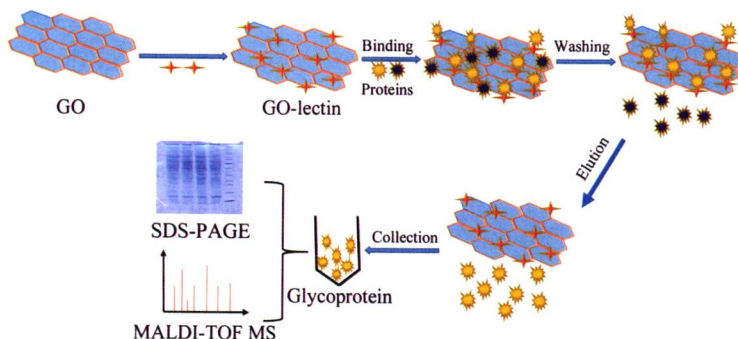 GO
GO-lectin
Binding
Proteins
Washing
Elution
Collection
Glycoprotein
SDS-PAGE
MALDI-TOF MS